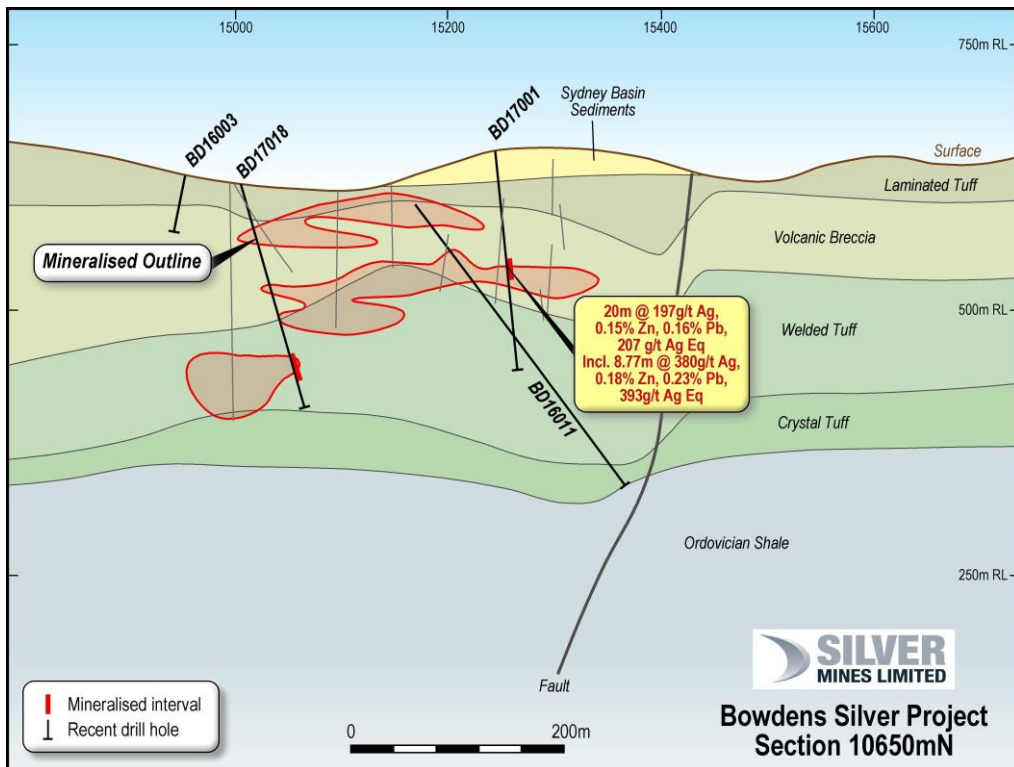 15000
15200
15400
15600
750m RL
BD16003
BD17018
BD17001
Sydney Basin
Sediments
Surface
Laminated Tuff
Mineralised Outline
Volcanic Breccia
500m RL
20m @ 197g/t Ag,
0.15% Zn, 0.16% Pb,
207 g/t Ag Eq
Incl. 8.77m @ 380g/t Ag,
0.18% Zn, 0.23% Pb,
393g/t Ag Eq
Welded Tuff
BD16011
Crystal Tuff
Ordovician Shale
250m RL
Fault
Mineralised interval
Recent drill hole
0
200m
SILVER
MINES LIMITED
Bowdens Silver Project
Section 10650mN